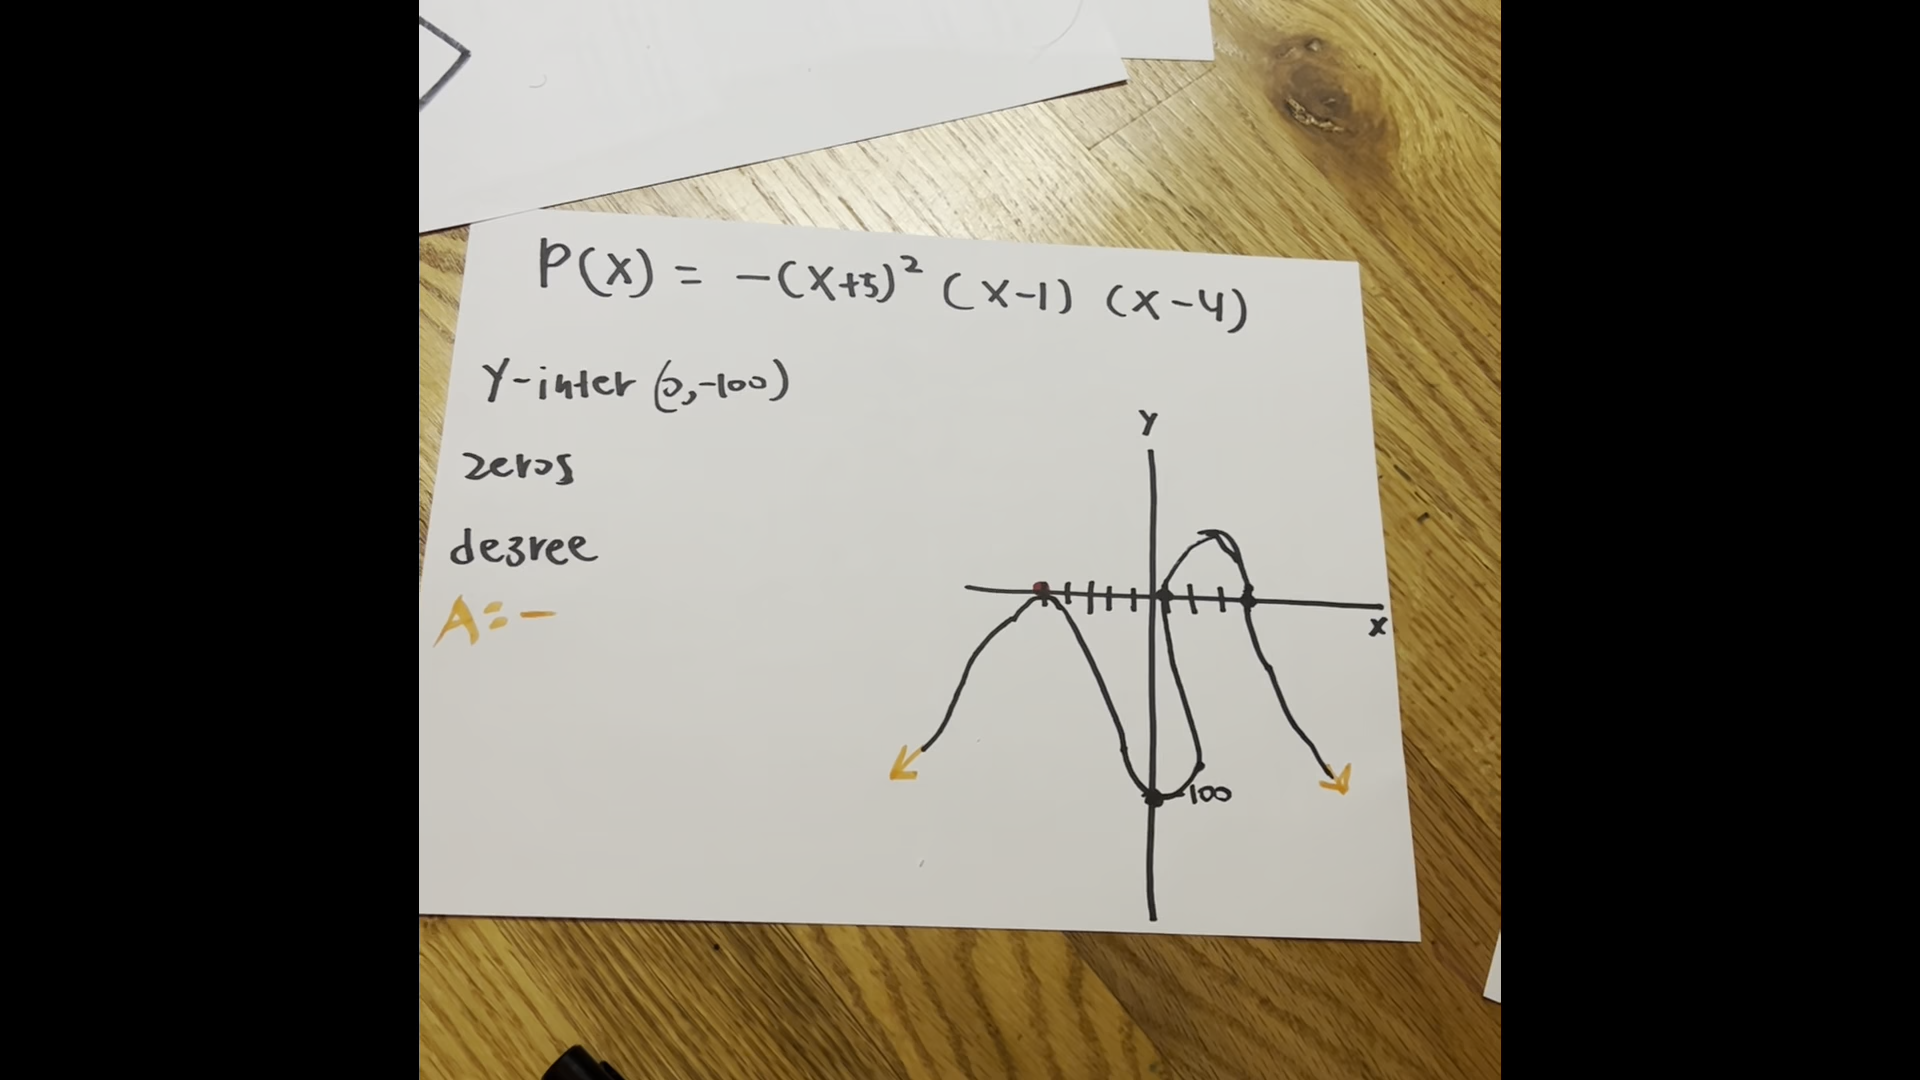 P(x) = -(x+5)² (x-1) (x-4)
Y-inter (0,-100)
zeros
degree
A = -
Y
X
-100